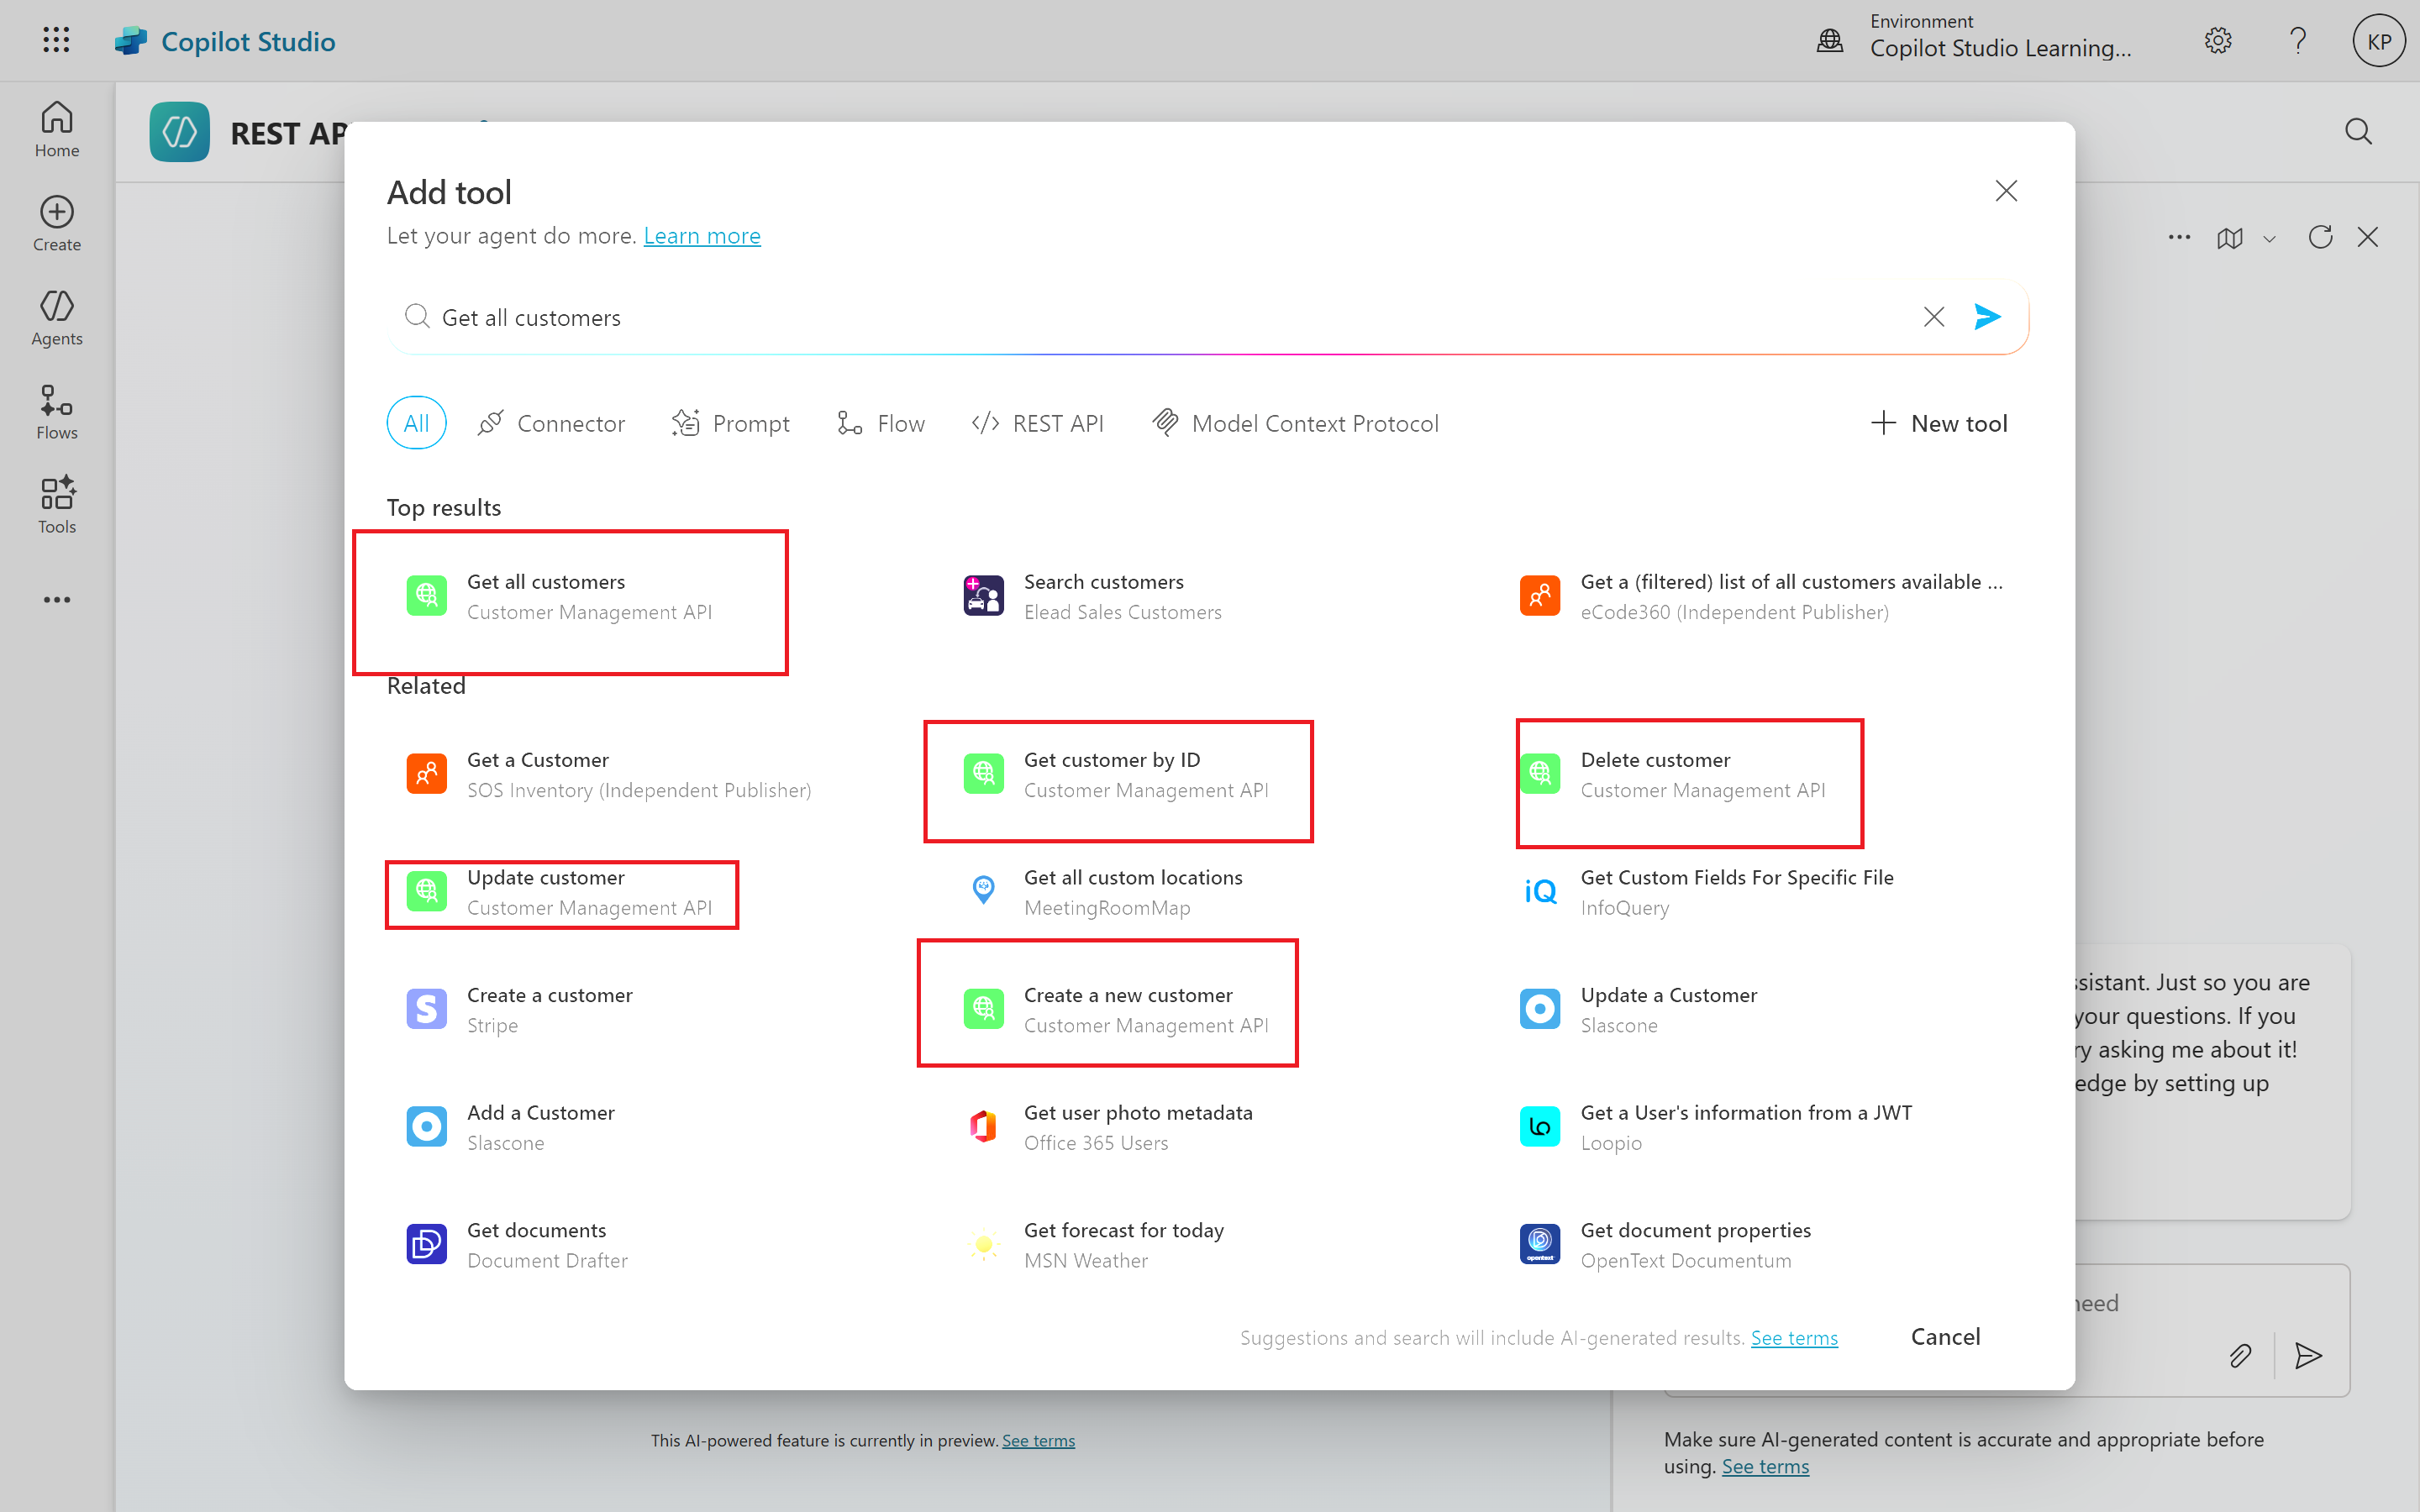 Copilot Studio
Environment
Copilot Studio Learning...
KP
Home
Create
Agents
Flows
Tools
REST AP
Add tool
Let your agent do more. Learn more
Get all customers
All
Connector
Prompt
Flow
REST API
Model Context Protocol
New tool
Top results
Get all customers
Customer Management API
Search customers
Elead Sales Customers
Get a (filtered) list of all customers available ...
eCode360 (Independent Publisher)
Related
Get a Customer
SOS Inventory (Independent Publisher)
Get customer by ID
Customer Management API
Delete customer
Customer Management API
Update customer
Customer Management API
Get all custom locations
MeetingRoomMap
iQ
Get Custom Fields For Specific File
InfoQuery
S
Create a customer
Stripe
Create a new customer
Customer Management API
Update a Customer
Slascone
Add a Customer
Slascone
Get user photo metadata
Office 365 Users
Get a User's information from a JWT
Loopio
Get documents
Document Drafter
Get forecast for today
MSN Weather
opentext
Get document properties
OpenText Documentum
Suggestions and search will include AI-generated results. See terms
Cancel
sistant. Just so you are
your questions. If you
ry asking me about it!
edge by setting up
need
This AI-powered feature is currently in preview. See terms
Make sure AI-generated content is accurate and appropriate before
using. See terms